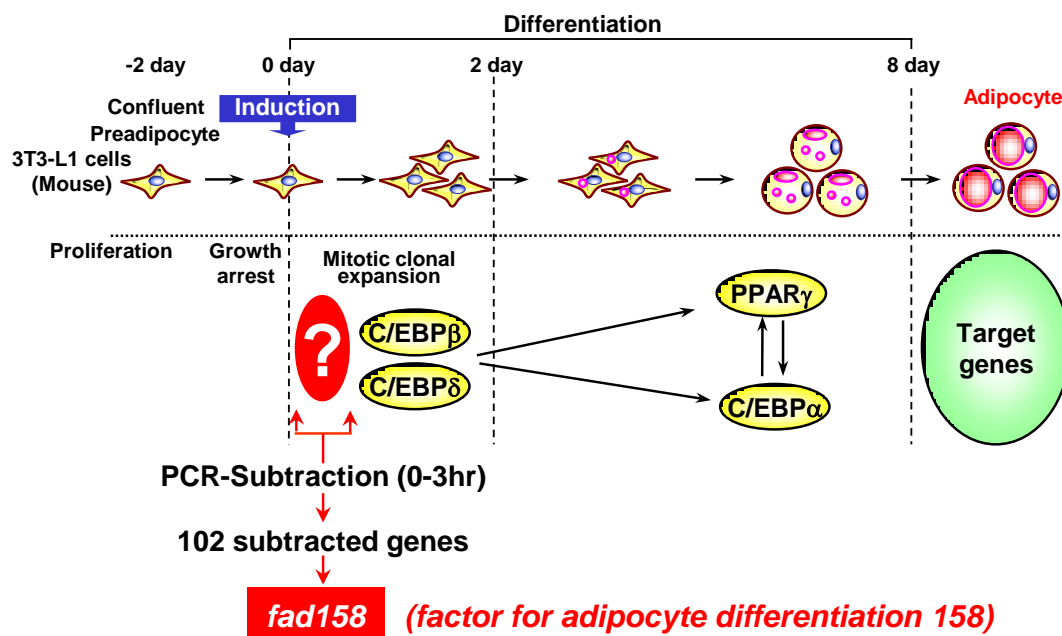 Differentiation
-2 day
0 day
2 day
8 day
Confluent
Preadipocyte
Induction
Adipocyte
3T3-L1 cells
(Mouse)
Proliferation
Growth
arrest
Mitotic clonal
expansion
?
C/EBPβ
C/EBPδ
PPARγ
C/EBPα
Target
genes
PCR-Subtraction (0-3hr)
102 subtracted genes
fad158 (factor for adipocyte differentiation 158)